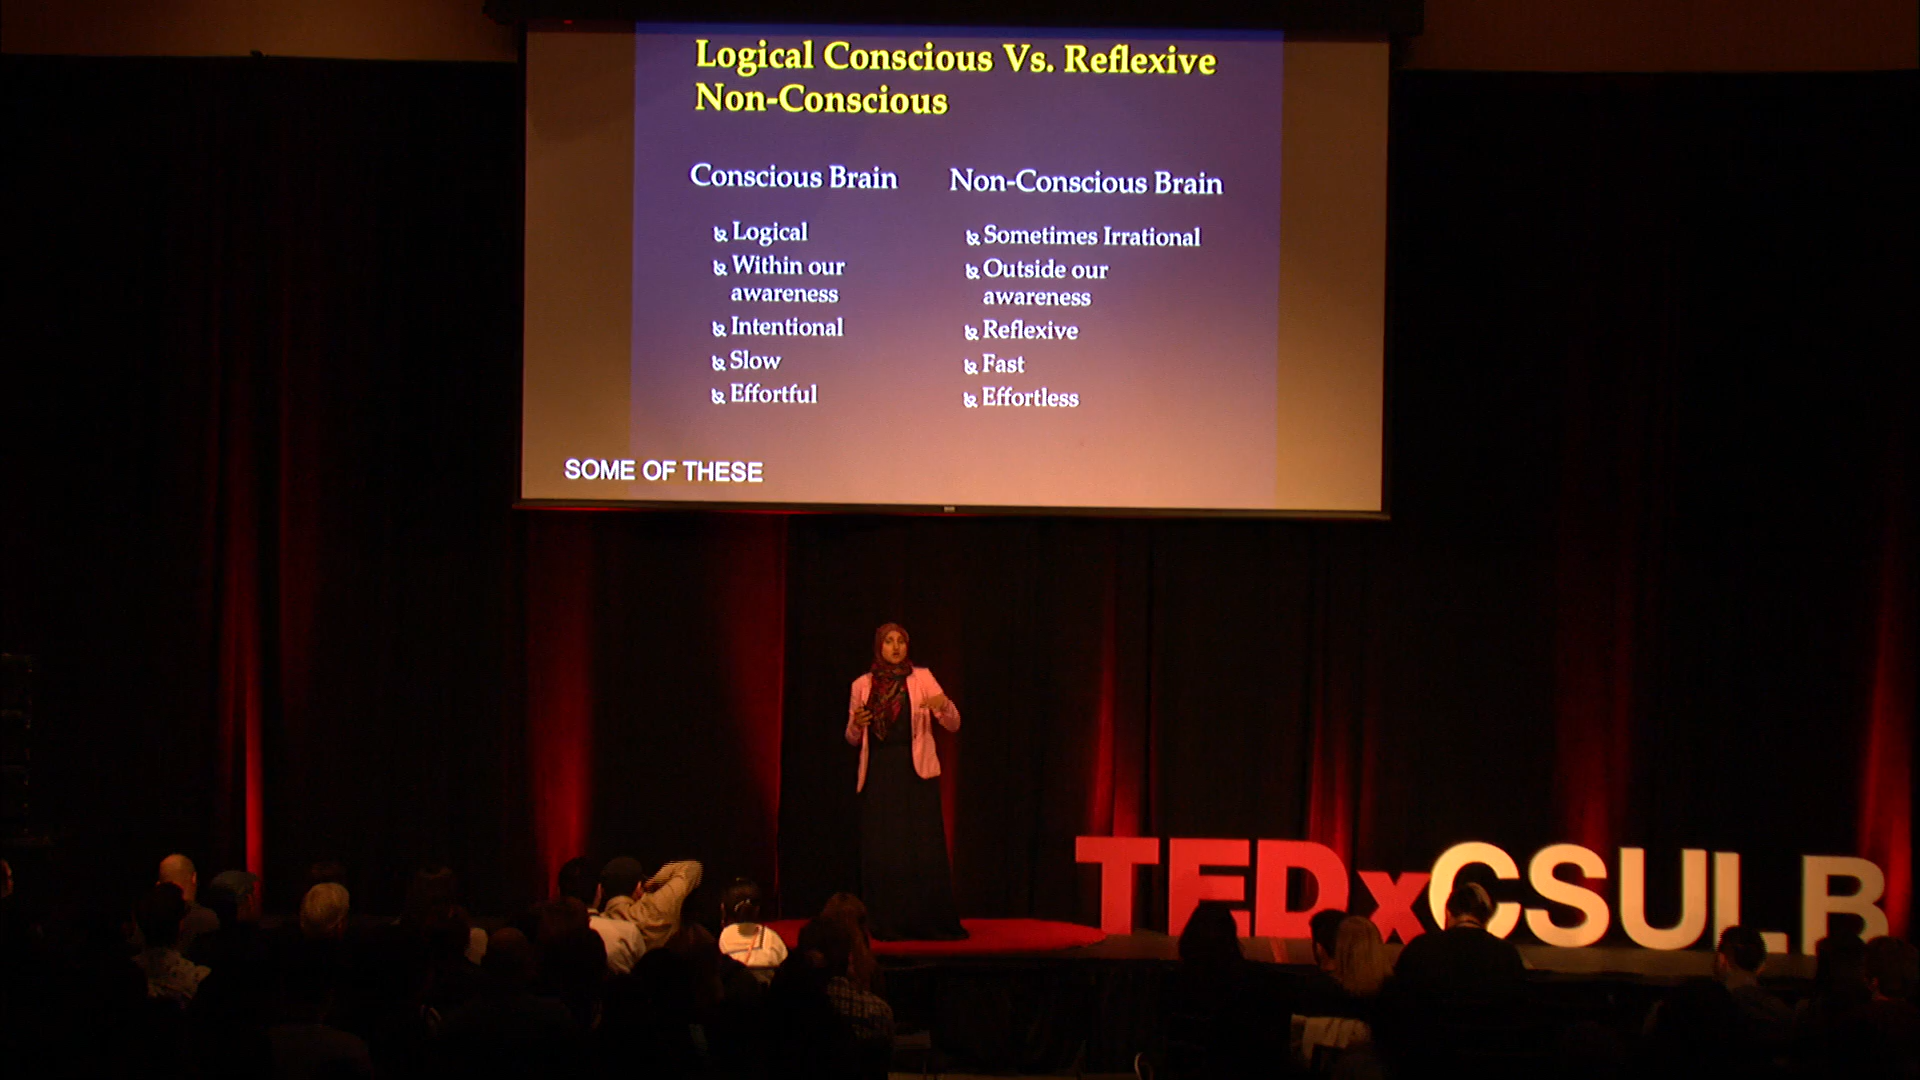 Logical Conscious Vs. Reflexive
Non-Conscious
Conscious Brain
Logical
Within our
awareness
Intentional
Slow
Effortful
Non-Conscious Brain
Sometimes Irrational
Outside our
awareness
Reflexive
Fast
Effortless
SOME OF THESE
TEDxCSULB